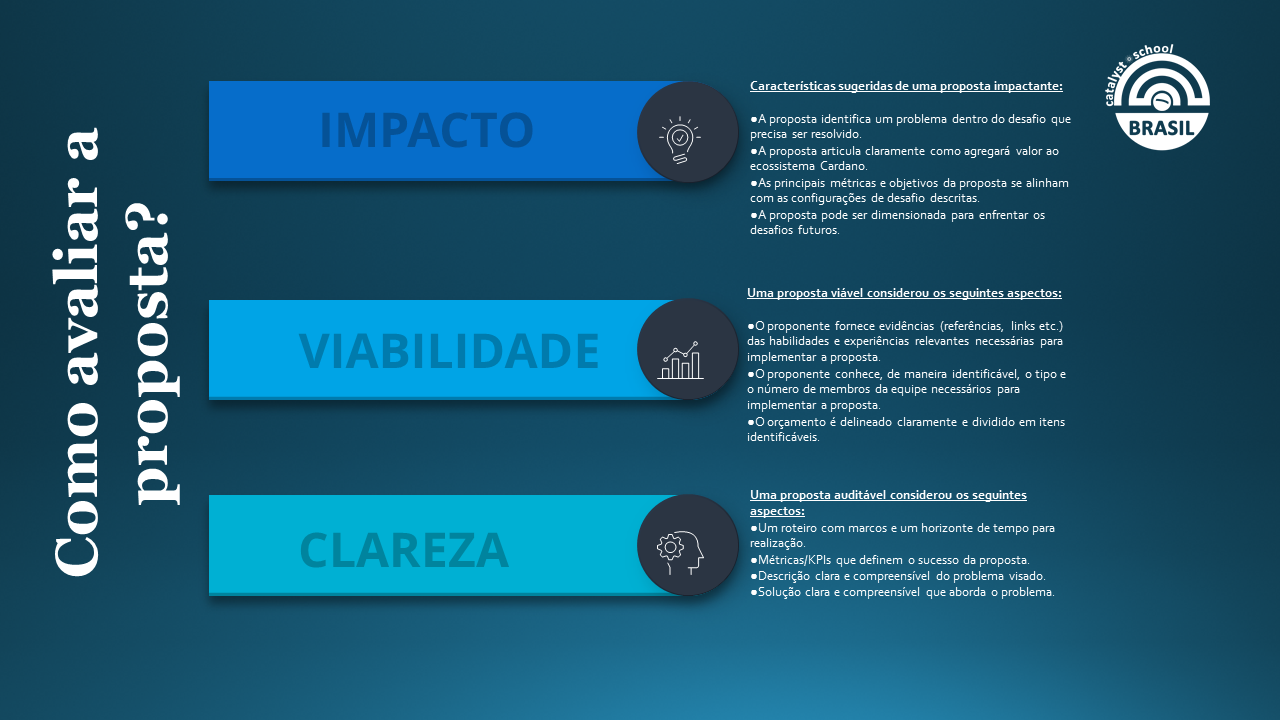 Como avaliar a
proposta?
IMPACTO
Características sugeridas de uma proposta impactante:
●A proposta identifica um problema dentro do desafio que
precisa ser resolvido.
●A proposta articula claramente como agregará valor ao
ecossistema Cardano.
●As principais métricas e objetivos da proposta se alinham
com as configurações de desafio descritas.
●A proposta pode ser dimensionada para enfrentar os
desafios futuros.
VIABILIDADE
Uma proposta viável considerou os seguintes aspectos:
●O proponente fornece evidências (referências, links etc.)
das habilidades e experiências relevantes necessárias para
implementar a proposta.
●O proponente conhece, de maneira identificável, o tipo e
o número de membros da equipe necessários para
implementar a proposta.
●O orçamento é delineado claramente e dividido em itens
identificáveis.
CLAREZA
Uma proposta auditável considerou os seguintes
aspectos:
●Um roteiro com marcos e um horizonte de tempo para
realização.
●Métricas/KPIs que definem o sucesso da proposta.
●Descrição clara e compreensível do problema visado.
●Solução clara e compreensível que aborda o problema.
catalyst school
BRASIL